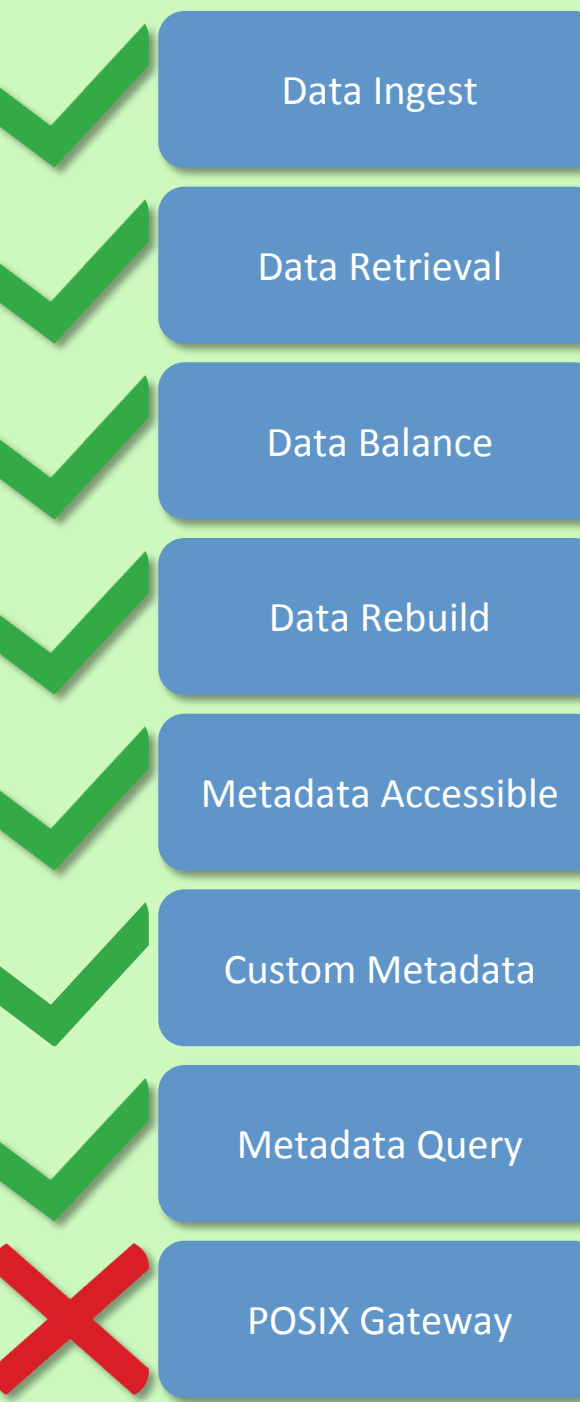 Data Ingest
Data Retrieval
Data Balance
Data Rebuild
Metadata Accessible
Custom Metadata
Metadata Query
POSIX Gateway